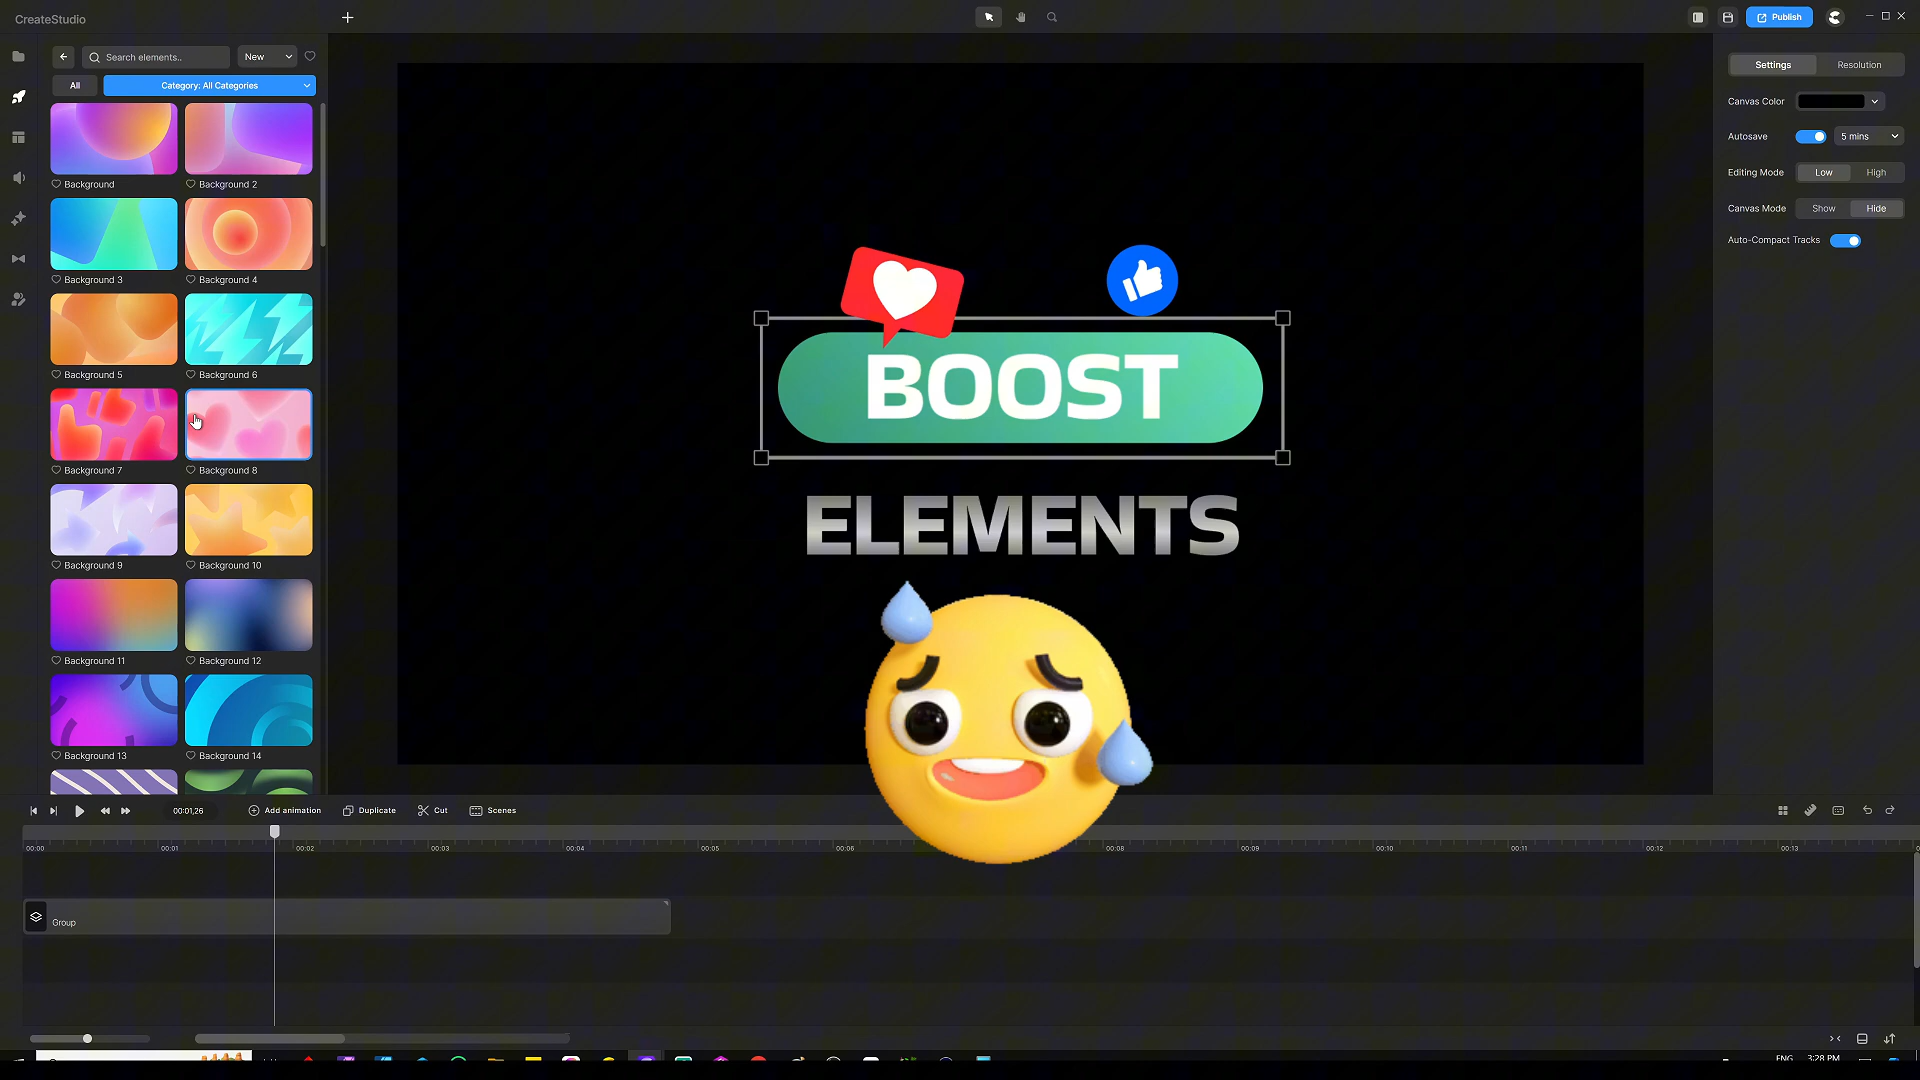 CreateStudio
Publish
Search elements..
New
All
Category: All Categories
Background
Background 2
Background 3
Background 4
Background 5
Background 6
Background 7
Background 8
Background 9
Background 10
Background 11
Background 12
Background 13
Background 14
BOOST
ELEMENTS
Settings
Resolution
Canvas Color
Autosave
5 mins
Editing Mode
Low
High
Canvas Mode
Show
Hide
Auto-Compact Tracks
00:01,26
Add animation
Duplicate
Cut
Scenes
00:00
00:01
00:02
00:03
00:04
00:05
00:06
00:08
00:09
00:10
00:11
00:12
00:13
Group
ENG
3:28 PM